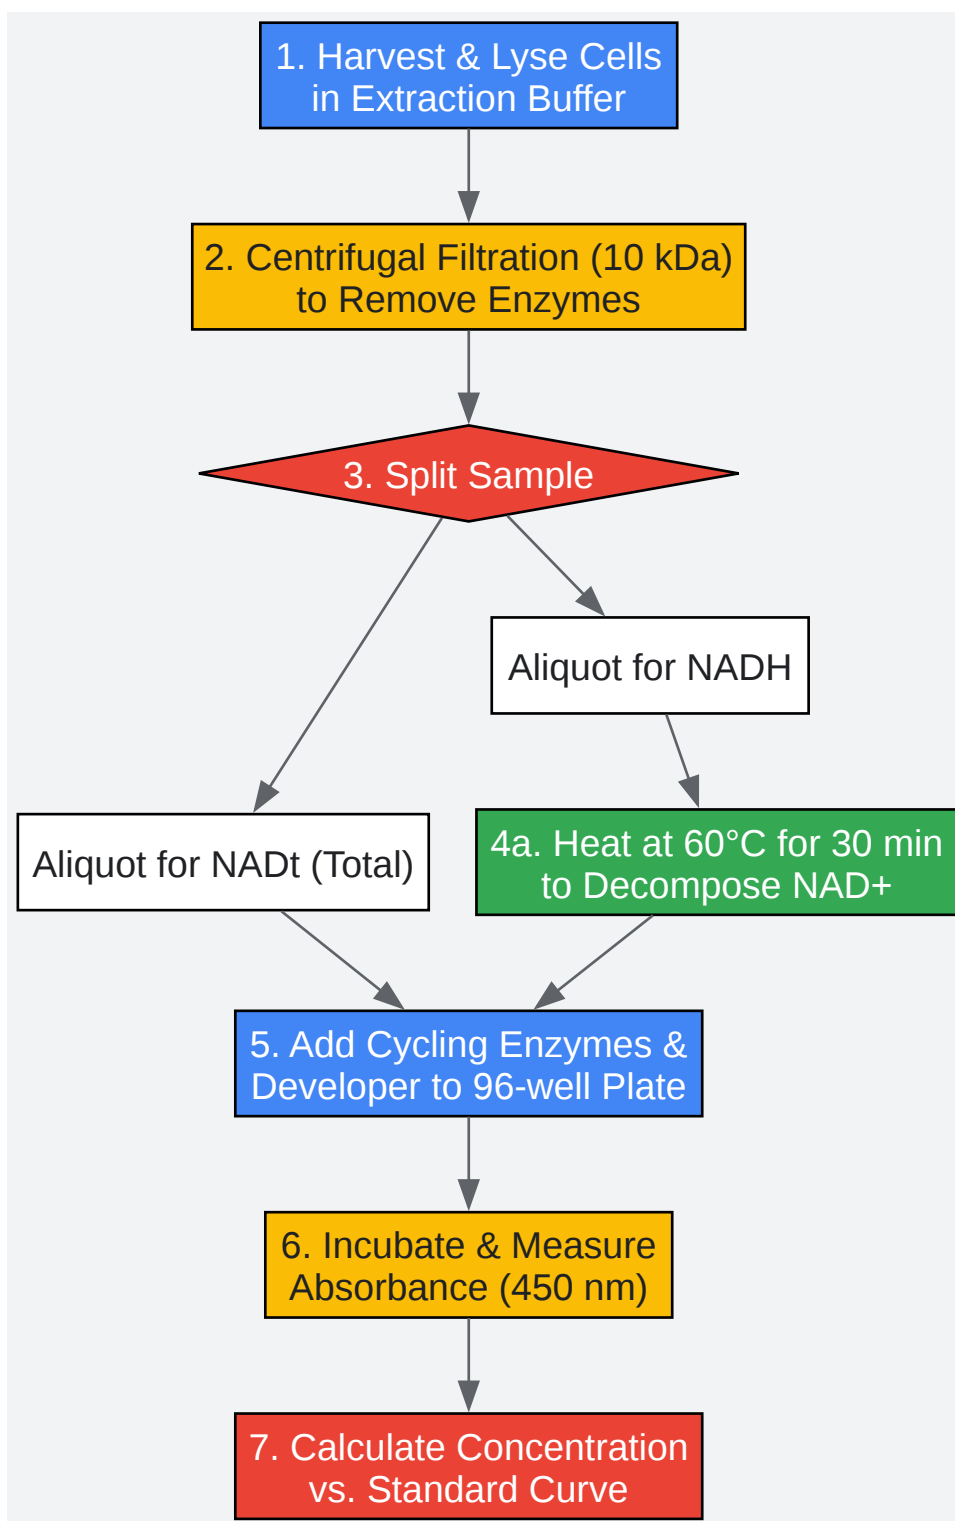 1. Harvest & Lyse Cells
in Extraction Buffer
2. Centrifugal Filtration (10 kDa)
to Remove Enzymes
3. Split Sample
Aliquot for NADH
Aliquot for NADt (Total)
4a. Heat at 60°C for 30 min
to Decompose NAD+
5. Add Cycling Enzymes &
Developer to 96-well Plate
6. Incubate & Measure
Absorbance (450 nm)
7. Calculate Concentration
vs. Standard Curve